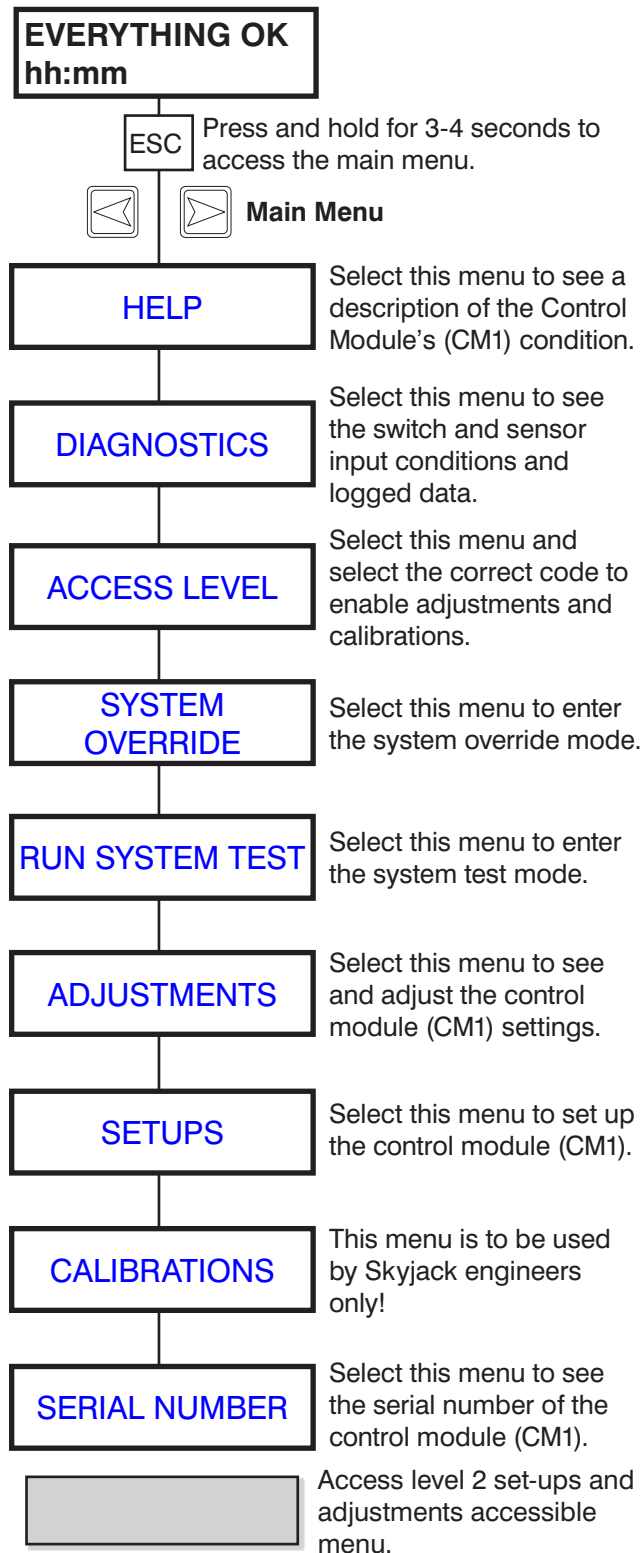 EVERYTHING OK
hh:mm
ESC
Press and hold for 3-4 seconds to
access the main menu.
Main Menu
HELP
Select this menu to see a
description of the Control
Module's (CM1) condition.
DIAGNOSTICS
Select this menu to see
the switch and sensor
input conditions and
logged data.
ACCESS LEVEL
Select this menu and
select the correct code to
enable adjustments and
calibrations.
SYSTEM
OVERRIDE
Select this menu to enter
the system override mode.
RUN SYSTEM TEST
Select this menu to enter
the system test mode.
ADJUSTMENTS
Select this menu to see
and adjust the control
module (CM1) settings.
SETUPS
Select this menu to set up
the control module (CM1).
CALIBRATIONS
This menu is to be used
by Skyjack engineers
only!
SERIAL NUMBER
Select this menu to see
the serial number of the
control module (CM1).
Access level 2 set-ups and
adjustments accessible
menu.